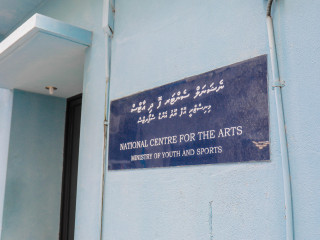 ނޭޝަނަލް ސެންޓަރ ފޮ ދި އާޓްސް
މިނިސްޓްރީ އޮފް ޔޫތު އެންޑް ސްޕޯޓްސް
NATIONAL CENTRE FOR THE ARTS
MINISTRY OF YOUTH AND SPORTS